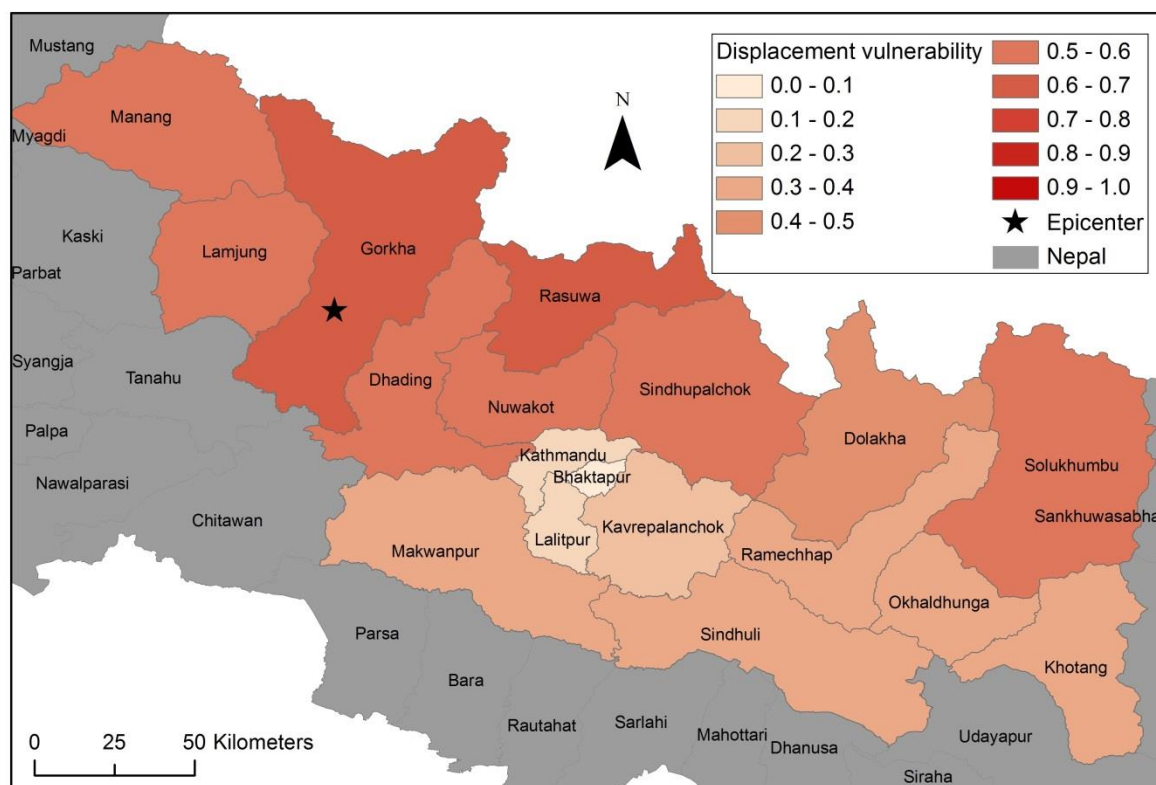 Mustang
Manang
Myagdi
Kaski
Lamjung
Gorkha
Parbat
Rasuwa
Syangja
Tanahu
Dhading
Nuwakot
Sindhupalchok
Dolakha
Palpa
Kathmandu
Bhaktapur
Solukhumbu
Nawalparasi
Chitawan
Sankhuwasabha
Lalitpur
Kavrepalanchok
Makwanpur
Ramechhap
Okhaldhunga
Parsa
Sindhuli
Khotang
Bara
Rautahat
Sarlahi
Mahottari
Dhanusa
Udayapur
Siraha
N
Displacement vulnerability
0.0 - 0.1
0.1 - 0.2
0.2 - 0.3
0.3 - 0.4
0.4 - 0.5
0.5 - 0.6
0.6 - 0.7
0.7 - 0.8
0.8 - 0.9
0.9 - 1.0
Epicenter
Nepal
0 25 50 Kilometers